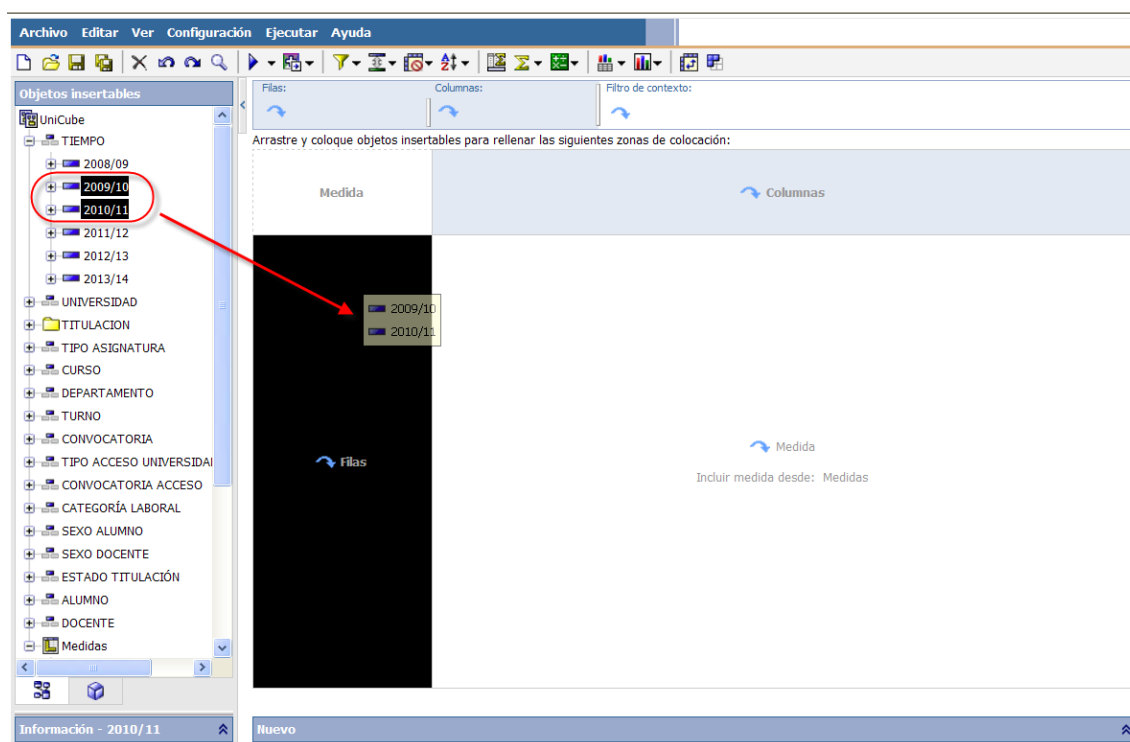 Archivo Editar Ver Configuración Ejecutar Ayuda
Objetos insertables
UniCube
TIEMPO
2008/09
2009/10
2010/11
2011/12
2012/13
2013/14
UNIVERSIDAD
TITULACION
TIPO ASIGNATURA
CURSO
DEPARTAMENTO
TURNO
CONVOCATORIA
TIPO ACCESO UNIVERSIDAI
CONVOCATORIA ACCESO
CATEGORÍA LABORAL
SEXO ALUMNO
SEXO DOCENTE
ESTADO TITULACIÓN
ALUMNO
DOCENTE
Medidas
Información - 2010/11
Filas: Columnas: Filtro de contexto:
Arrastre y coloque objetos insertables para rellenar las siguientes zonas de colocación:
Medida
Columnas
2009/10
2010/11
Filas
Medida
Incluir medida desde: Medidas
Nuevo